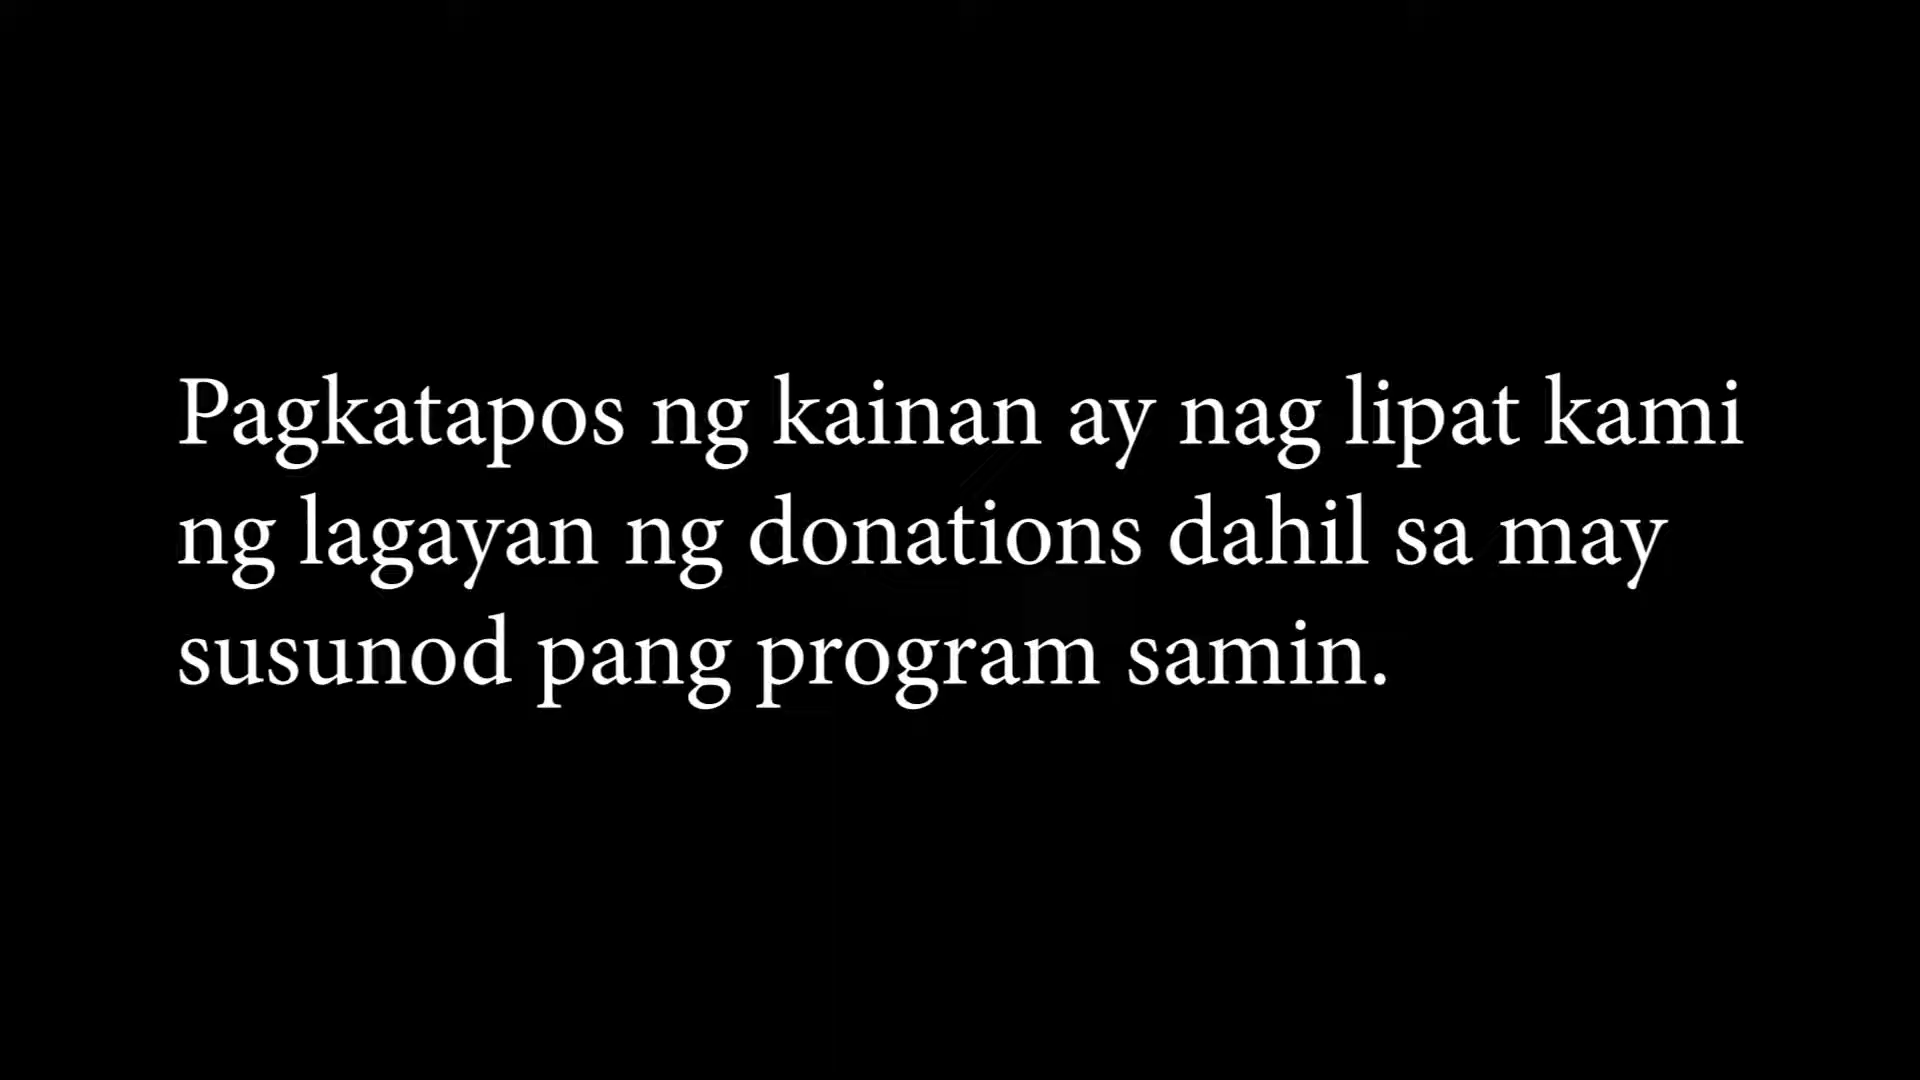 Pagkatapos ng kainan ay nag lipat kami
ng lagayan ng donations dahil sa may
susunod pang program samin.